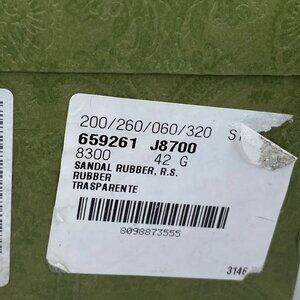 200/260/060/320
659261 J8700
8300 42 G
SANDAL RUBBER, R.S.
RUBBER
TRASPARENTE
8098873555
3146